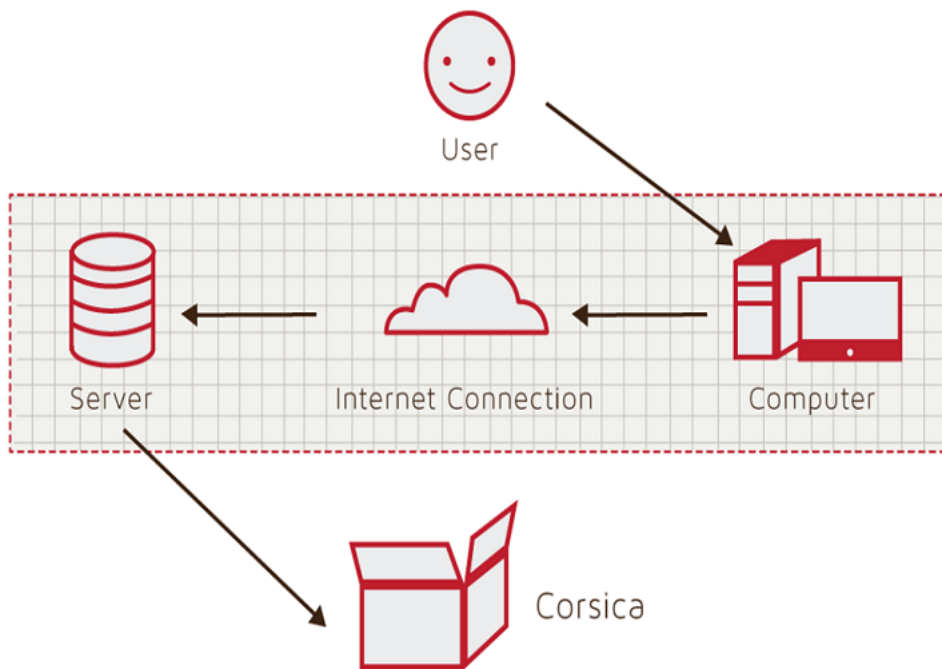 User
Server
Internet Connection
Computer
Corsica